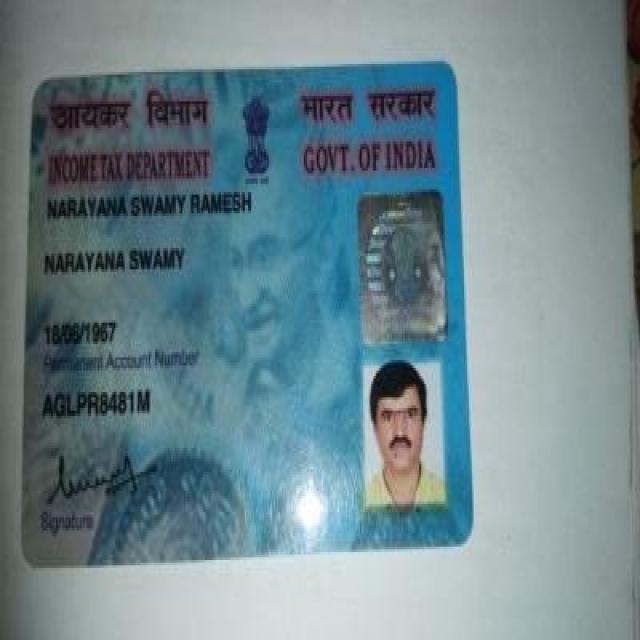 आयकर विभाग
भारत सरकार
INCOME TAX DEPARTMENT
GOVT. OF INDIA
NARAYANA SWAMY RAMESH
NARAYANA SWAMY
18/06/1967
Permanent Account Number
AGLPR8481M
Signature